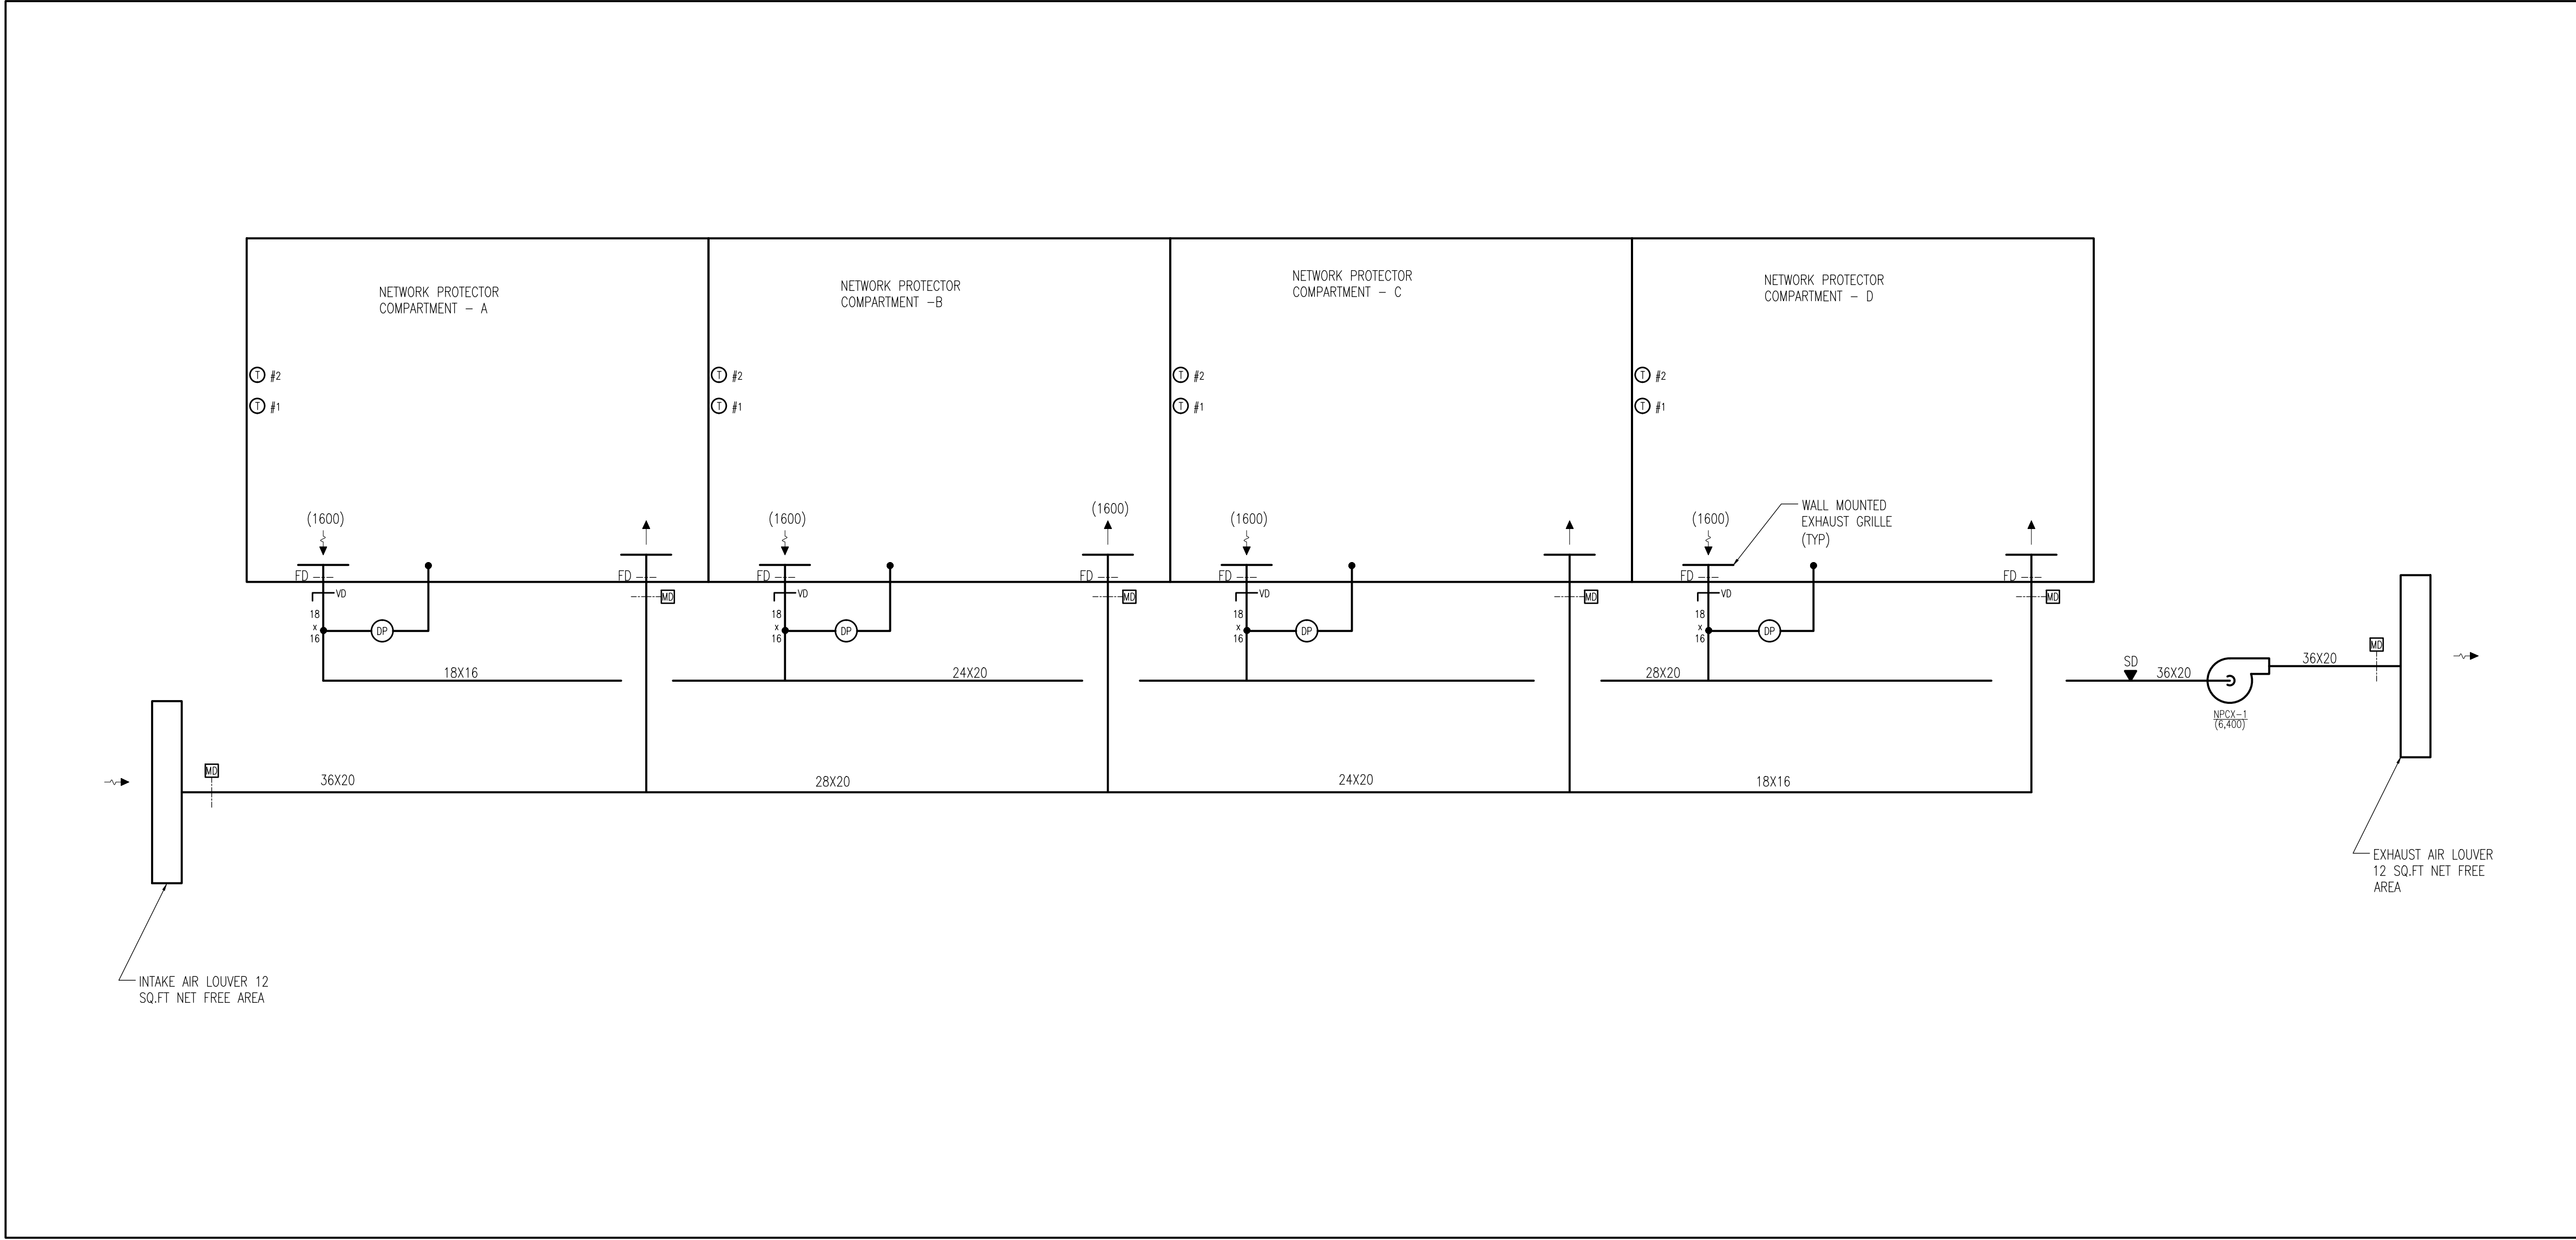 NETWORK PROTECTOR
COMPARTMENT - A
NETWORK PROTECTOR
COMPARTMENT -B
NETWORK PROTECTOR
COMPARTMENT - C
NETWORK PROTECTOR
COMPARTMENT - D
T #2
T #1
T #2
T #1
T #2
T #1
T #2
T #1
(1600)
(1600)
(1600)
(1600)
(1600)
WALL MOUNTED
EXHAUST GRILLE
(TYP)
FD
FD
FD
FD
FD
FD
FD
VD
MD
VD
MD
VD
MD
VD
MD
18
x
16
DP
18
x
16
DP
18
x
16
DP
18
x
16
DP
18X16
24X20
28X20
SD
36X20
36X20
MD
NPCX-1
(6,400)
MD
36X20
28X20
24X20
18X16
EXHAUST AIR LOUVER
12 SQ.FT NET FREE
AREA
INTAKE AIR LOUVER 12
SQ.FT NET FREE AREA